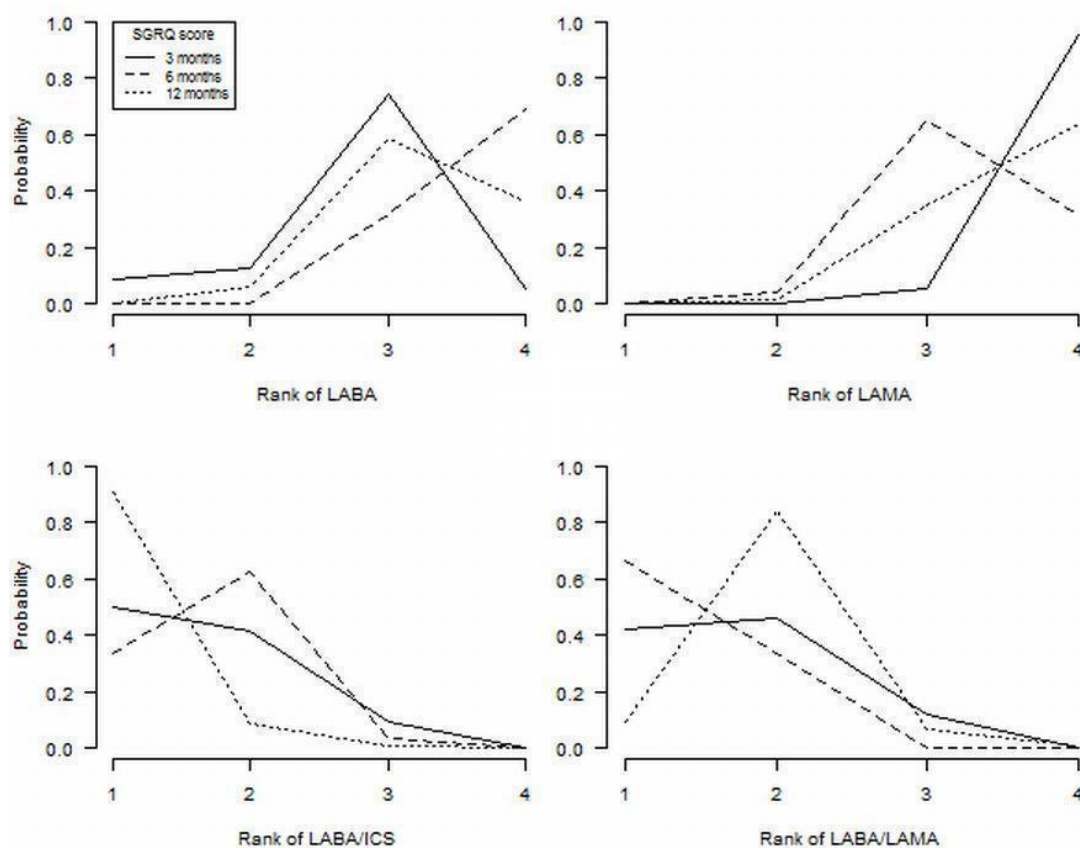 1.0
0.8
0.6
0.4
0.2
0.0
Probability
SGRQ score
3 months
6 months
12 months
1 2 3 4
Rank of LABA
1.0
0.8
0.6
0.4
0.2
0.0
1 2 3 4
Rank of LAMA
1.0
0.8
0.6
0.4
0.2
0.0
Probability
1 2 3 4
Rank of LABA/ICS
1.0
0.8
0.6
0.4
0.2
0.0
1 2 3 4
Rank of LABA/LAMA